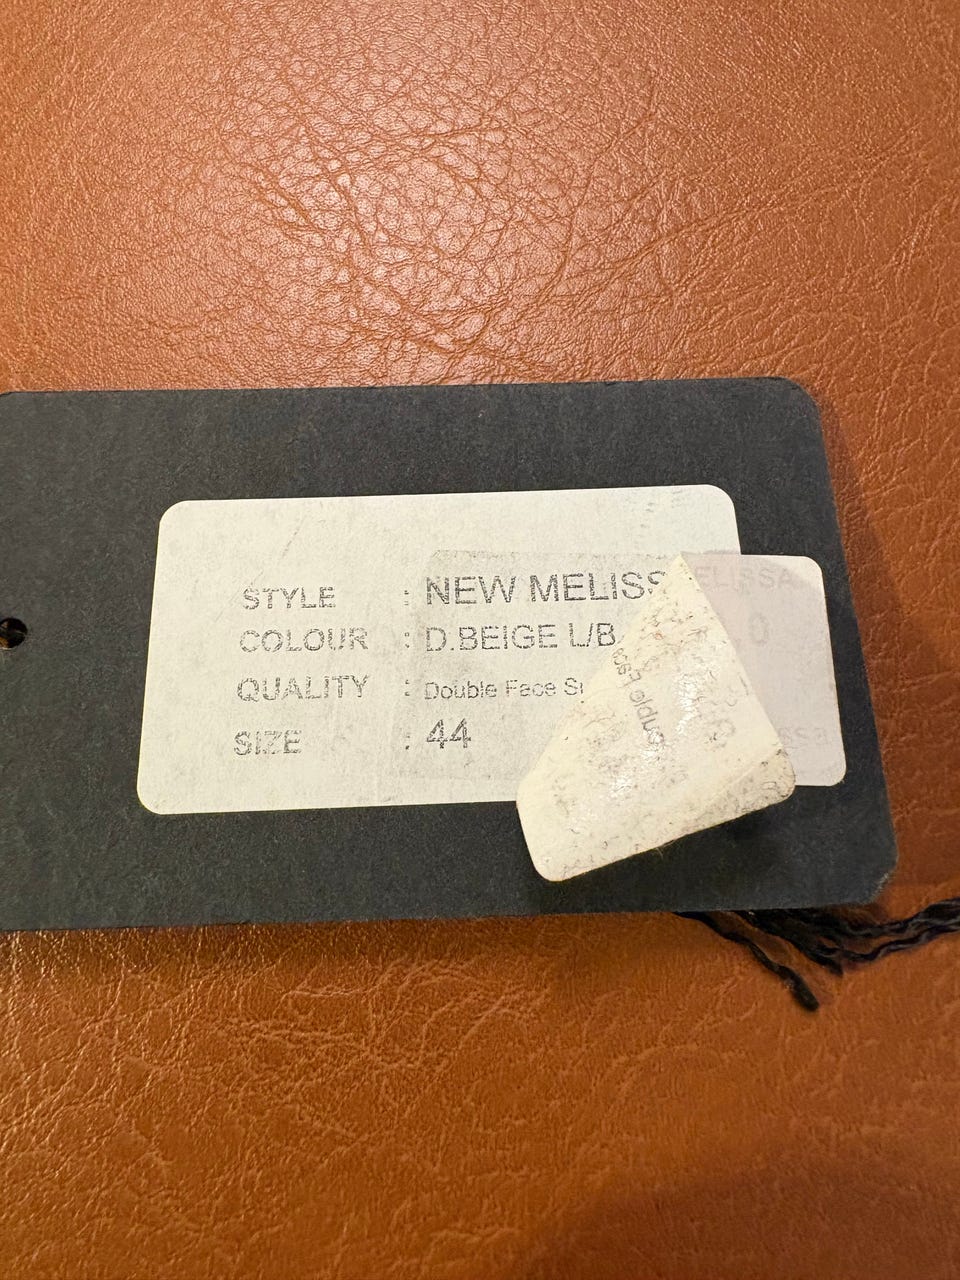 STYLE : NEW MELISS
COLOUR : D.BEIGE L/B
QUALITY : Double Face S
SIZE : 44